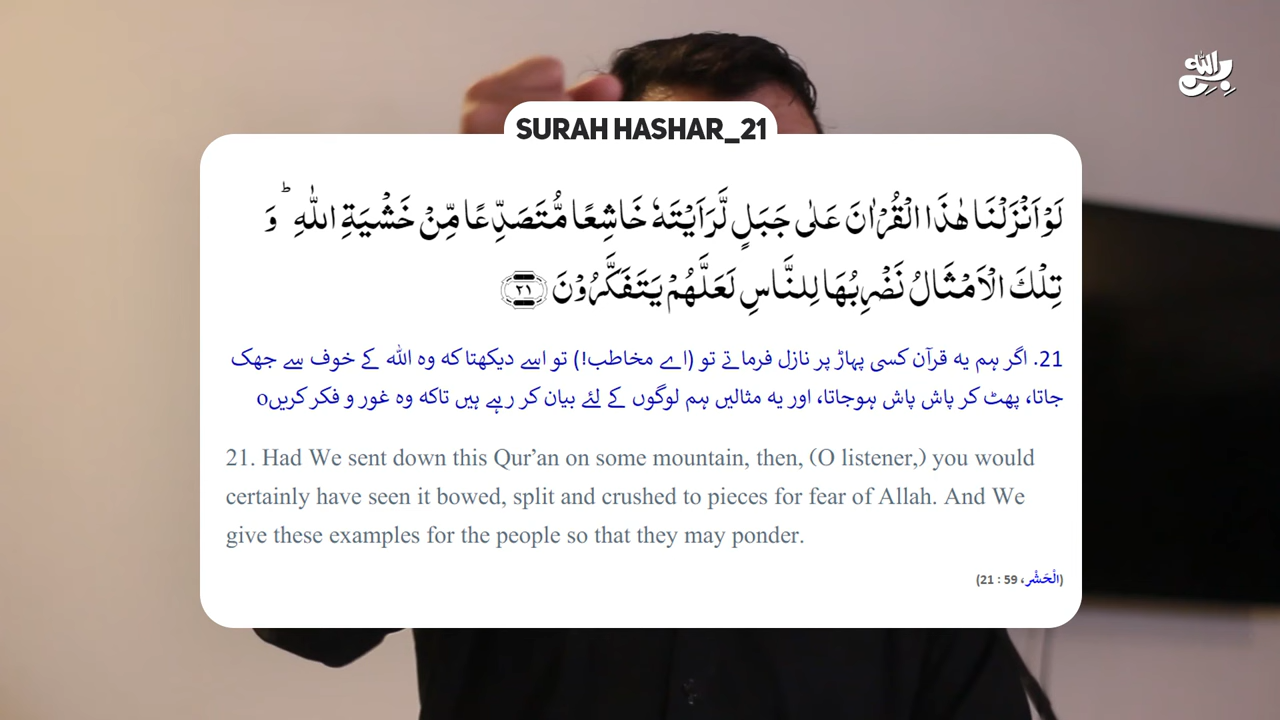 SURAH HASHAR_21
بسم الله
لَوْ اَنْزَلْنَا هٰذَا الْقُرْاٰنَ عَلٰى جَبَلٍ لَّرَاَيْتَهٗ خَاشِعًا مُّتَصَدِّعًا مِّنْ خَشْيَةِ اللّٰهِ ؕ وَ
تِلْكَ الْاَمْثَالُ نَضْرِبُهَا لِلنَّاسِ لَعَلَّهُمْ يَتَفَكَّرُوْنَ ﴿۲۱﴾
21. اگر ہم یہ قرآن کسی پہاڑ پر نازل فرماتے تو (اے مخاطب!) تو اسے دیکھتا کہ وہ اللہ کے خوف سے جھک
جاتا، پھٹ کر پاش پاش ہوجاتا، اور یہ مثالیں ہم لوگوں کے لئے بیان کر رہے ہیں تاکہ وہ غور و فکر کریںo
21. Had We sent down this Qur’an on some mountain, then, (O listener,) you would
certainly have seen it bowed, split and crushed to pieces for fear of Allah. And We
give these examples for the people so that they may ponder.
(الْحَشْر، 59 : 21)